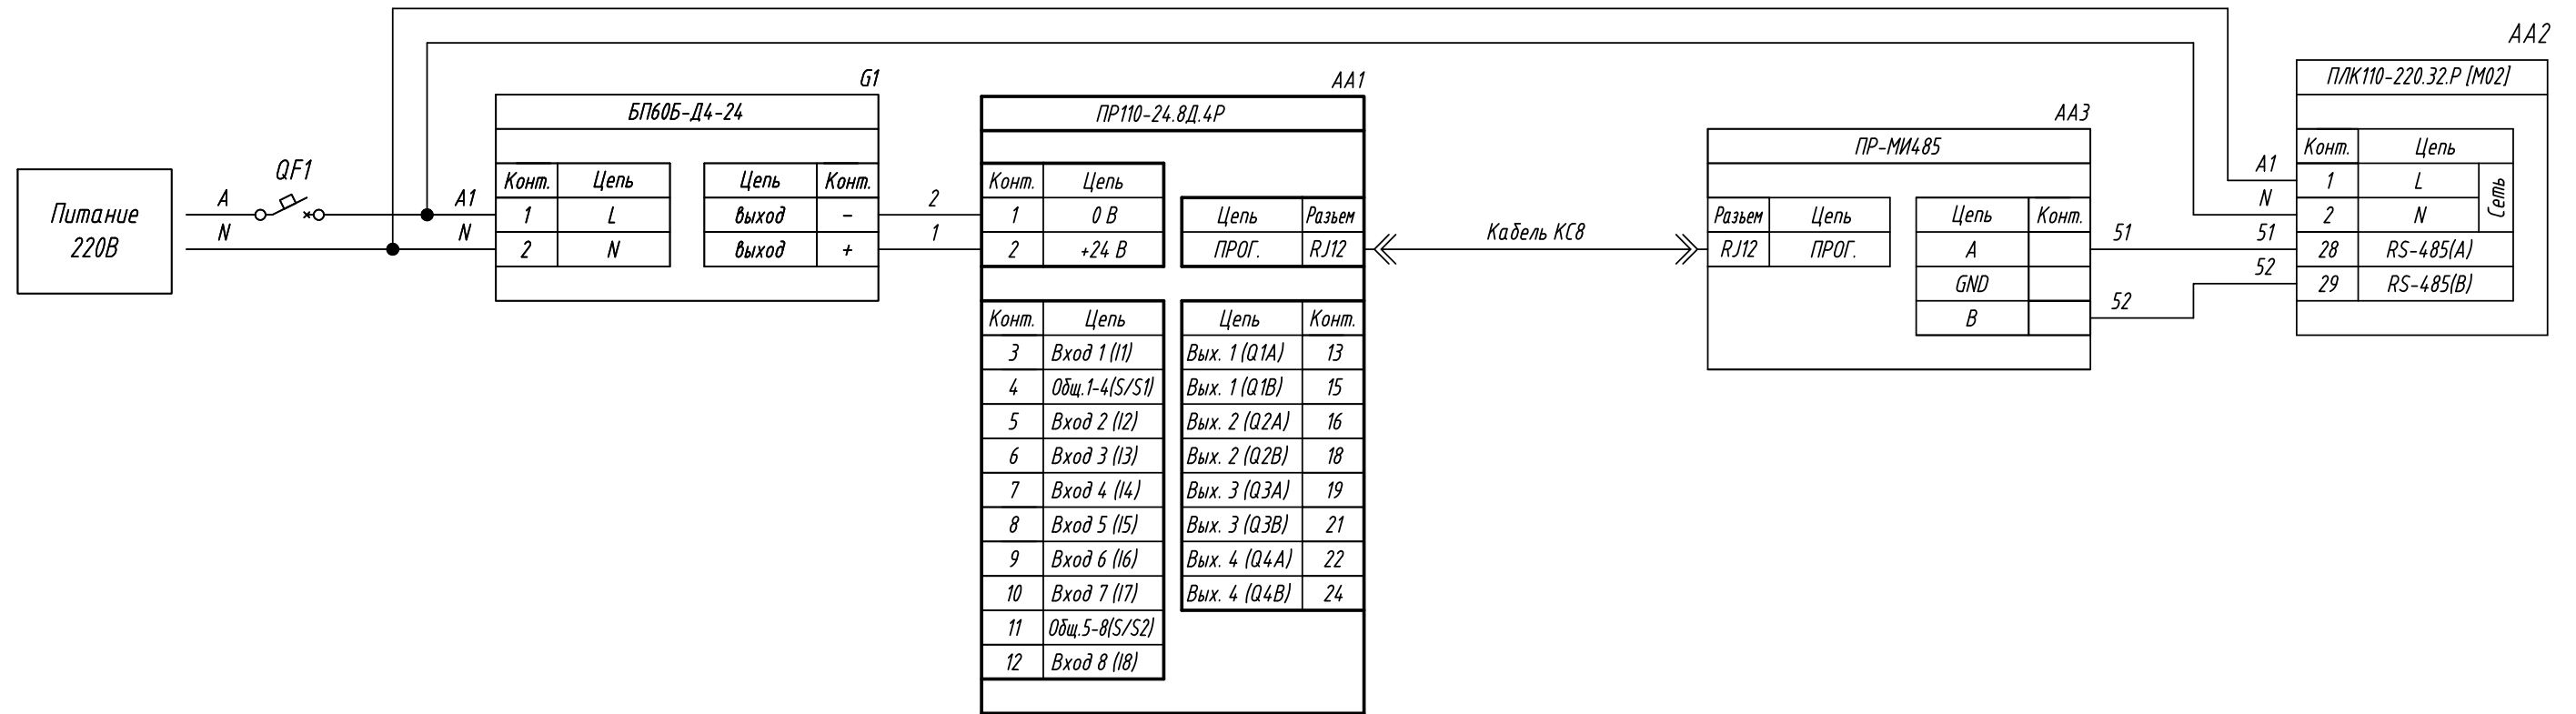 Питание
220В
A
N
QF1
A1
N
G1
БП60Б-Д4-24
Конт. Цепь
1 L
2 N
Цепь Конт.
выход −
выход +
2
1
AA1
ПР110-24.8Д.4Р
Конт. Цепь
1 0 В
2 +24 В
Цепь Разъем
ПРОГ. RJ12
Конт. Цепь
3 Вход 1 (I1)
4 Общ.1-4(S/S1)
5 Вход 2 (I2)
6 Вход 3 (I3)
7 Вход 4 (I4)
8 Вход 5 (I5)
9 Вход 6 (I6)
10 Вход 7 (I7)
11 Общ.5-8(S/S2)
12 Вход 8 (I8)
Цепь Конт.
Вых. 1 (Q1A) 13
Вых. 1 (Q1B) 15
Вых. 2 (Q2A) 16
Вых. 2 (Q2B) 18
Вых. 3 (Q3A) 19
Вых. 3 (Q3B) 21
Вых. 4 (Q4A) 22
Вых. 4 (Q4B) 24
Кабель КС8
AA3
ПР-МИ485
Разъем Цепь
RJ12 ПРОГ.
Цепь Конт.
A
GND
B
51
52
AA2
ПЛК110-220.32.Р [М02]
A1
N
51
52
Конт. Цепь
1 L
2 N
Сеть
28 RS-485(A)
29 RS-485(B)